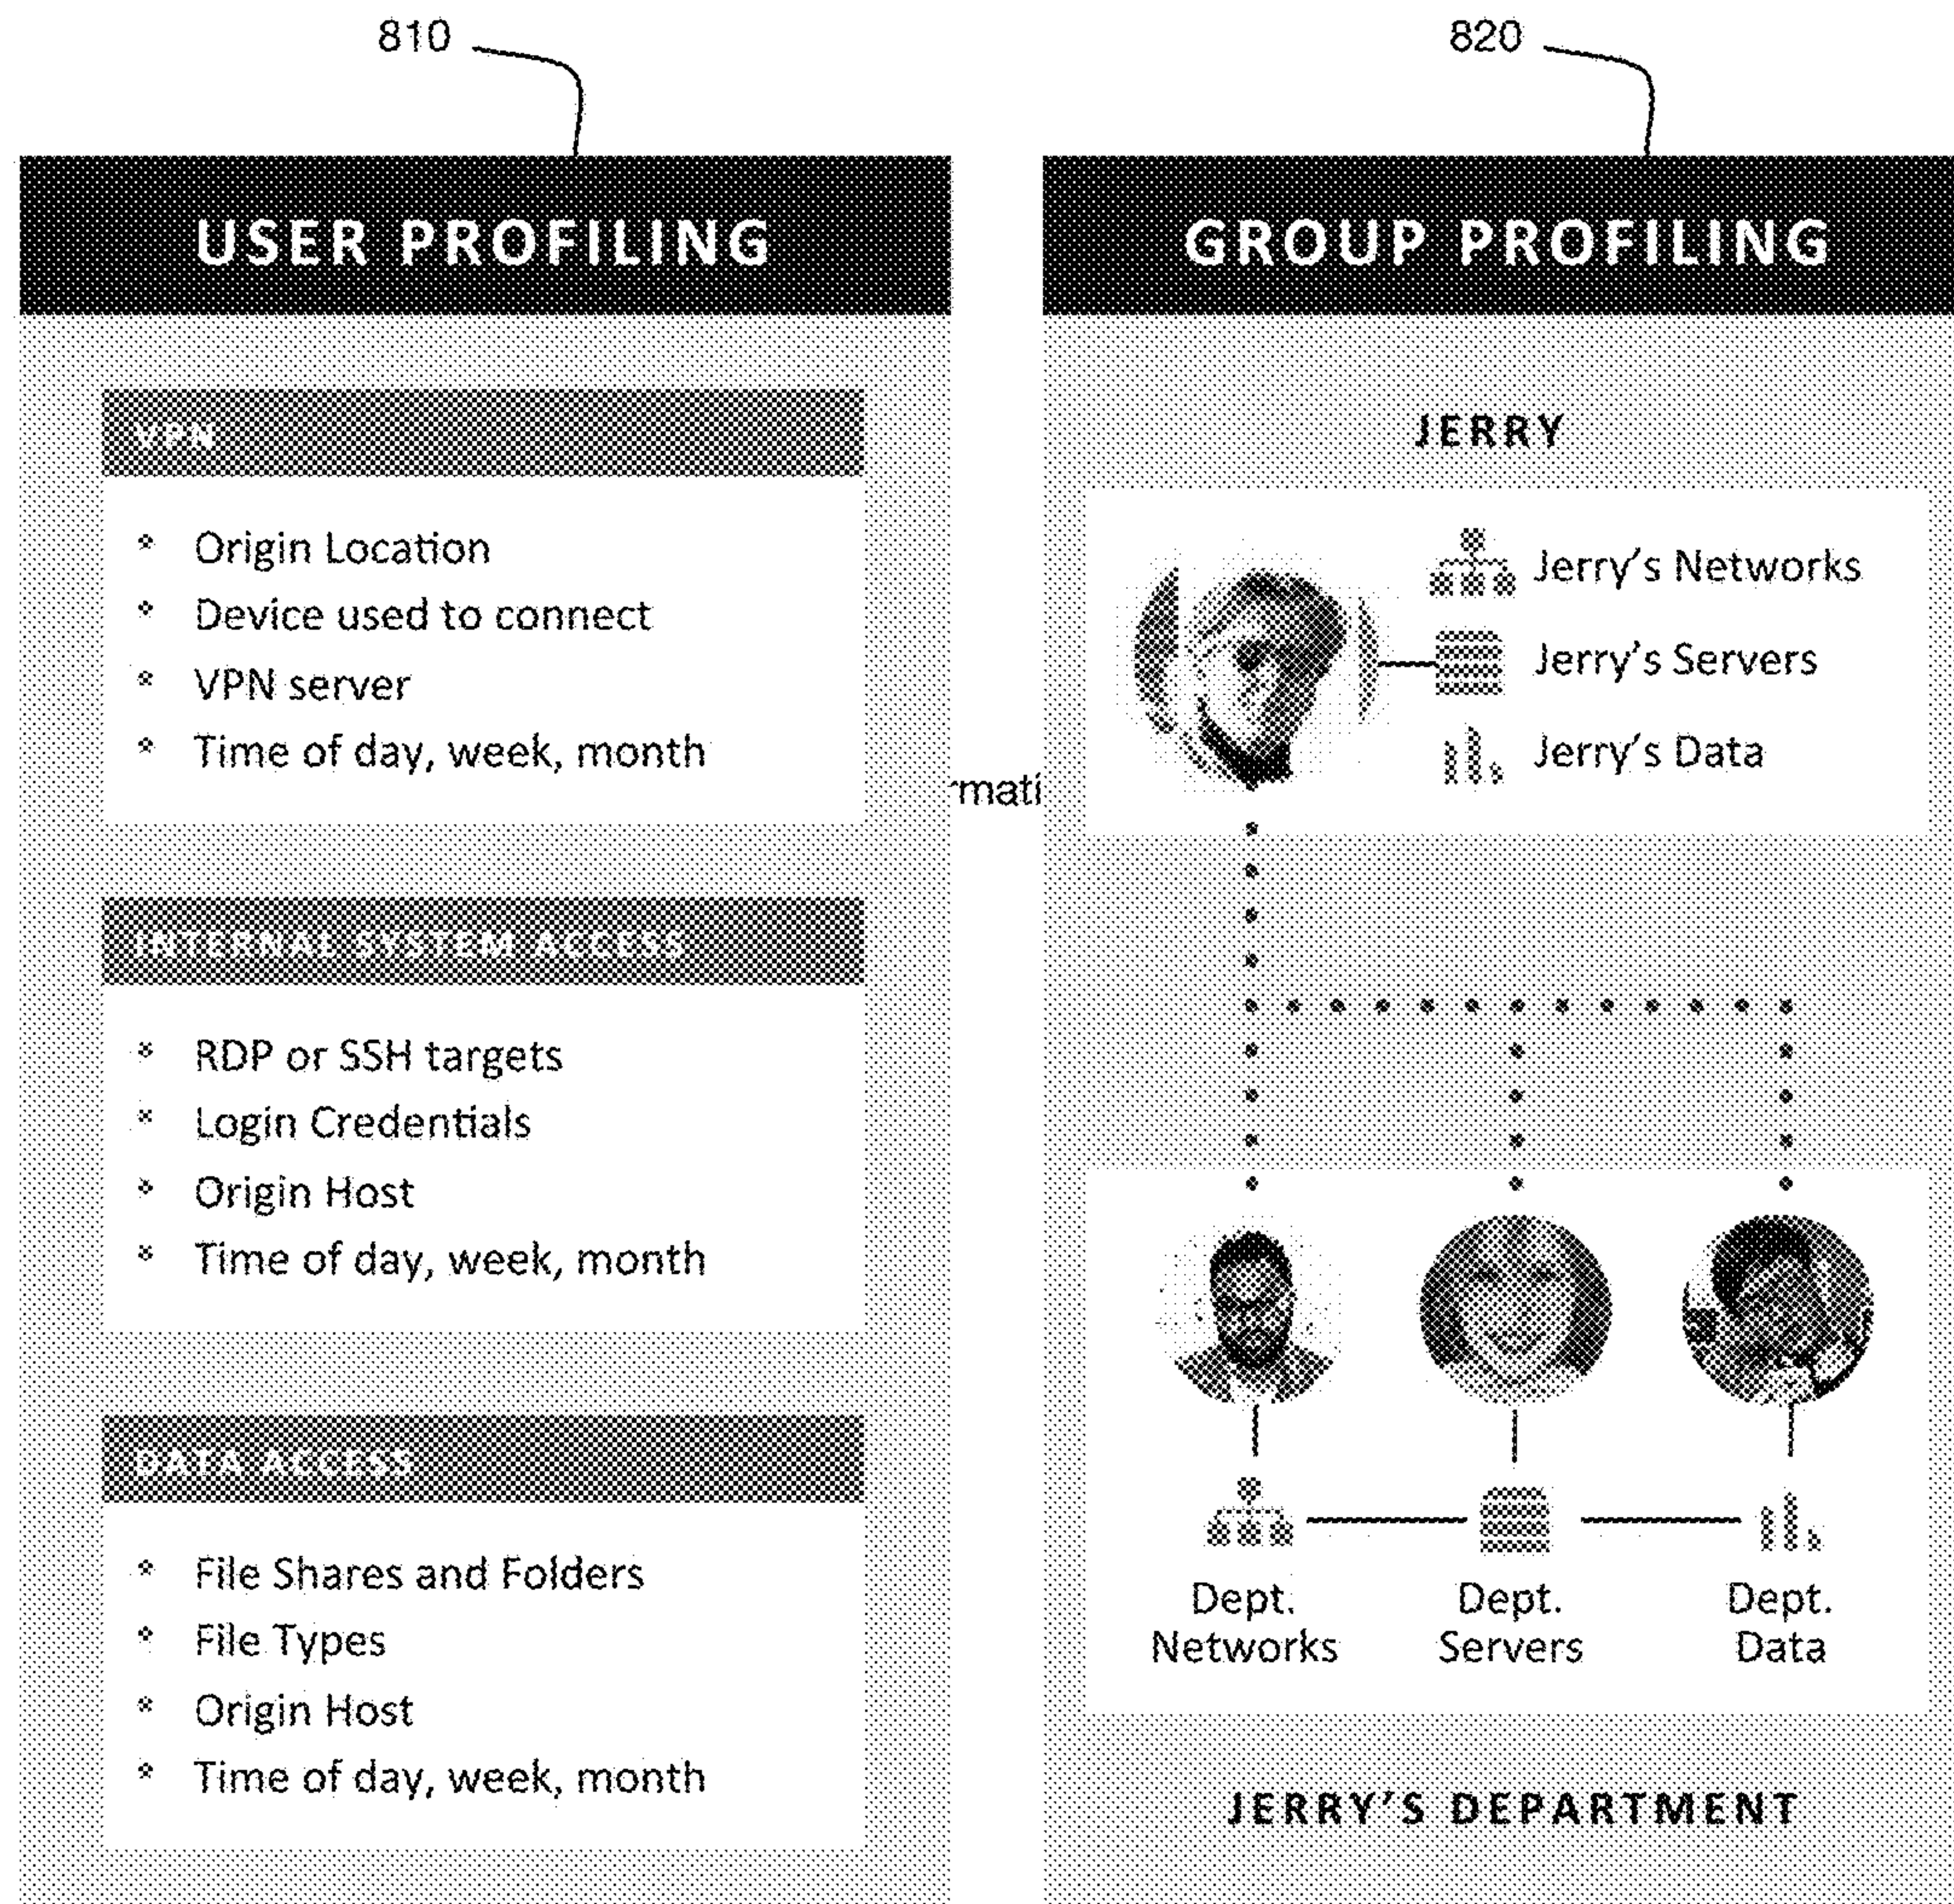 810
820
USER PROFILING
VPN
Origin Location
Device used to connect
VPN server
Time of day, week, month
INTERNAL SYSTEM ACCESS
RDP or SSH targets
Login Credentials
Origin Host
Time of day, week, month
DATA ACCESS
File Shares and Folders
File Types
Origin Host
Time of day, week, month
rmati
GROUP PROFILING
JERRY
Jerry's Networks
Jerry's Servers
Jerry's Data
Dept.
Networks
Dept.
Servers
Dept.
Data
JERRY'S DEPARTMENT